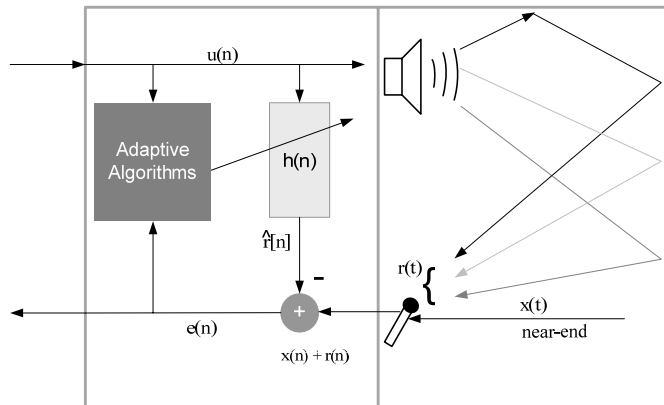 u(n)
Adaptive
Algorithms
h(n)
r̂[n]
−
r(t) {
+
e(n)
x(n) + r(n)
x(t)
near-end